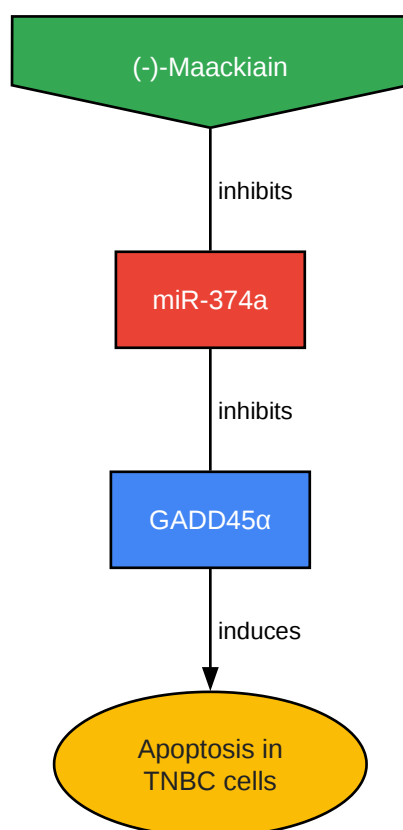 (-)-Maackiain
inhibits
miR-374a
inhibits
GADD45α
induces
Apoptosis in
TNBC cells